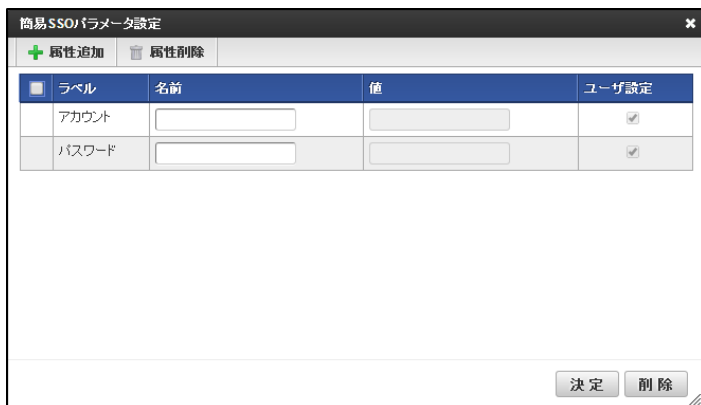 簡易SSOパラメータ設定
属性追加 属性削除
ラベル 名前 値 ユーザ設定
アカウント
パスワード
決定 削除